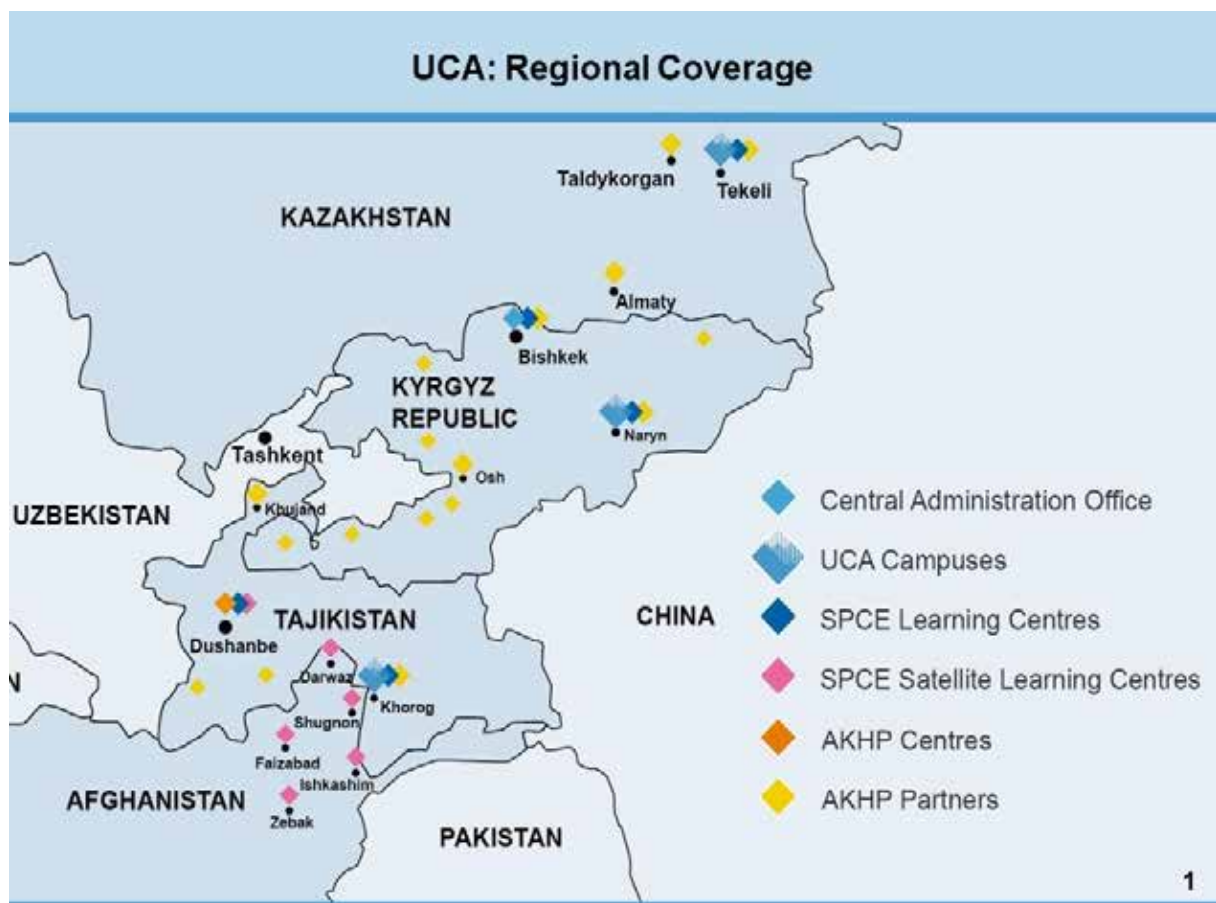 UCA: Regional Coverage
Taldykorgan
Tekeli
KAZAKHSTAN
Almaty
Bishkek
KYRGYZ
REPUBLIC
Naryn
Tashkent
Osh
Khujand
UZBEKISTAN
TAJIKISTAN
Dushanbe
CHINA
N
Darwaz
Khorog
Shugnon
Faizabad
Ishkashim
AFGHANISTAN
Zebak
PAKISTAN
Central Administration Office
UCA Campuses
SPCE Learning Centres
SPCE Satellite Learning Centres
AKHP Centres
AKHP Partners
1